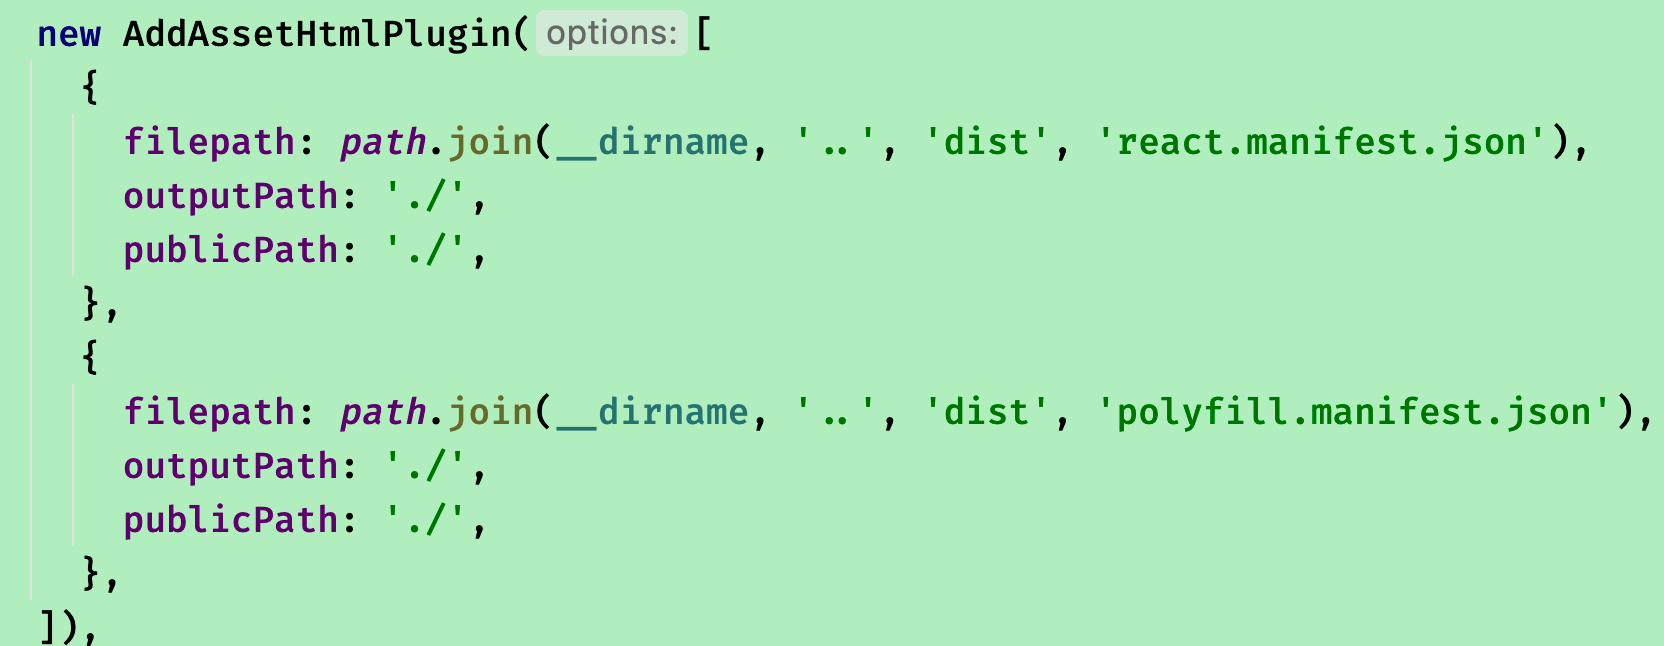 new AddAssetHtmlPlugin( options: [
{
filepath: path.join(__dirname, '..', 'dist', 'react.manifest.json'),
outputPath: './',
publicPath: './',
},
{
filepath: path.join(__dirname, '..', 'dist', 'polyfill.manifest.json'),
outputPath: './',
publicPath: './',
},
]),